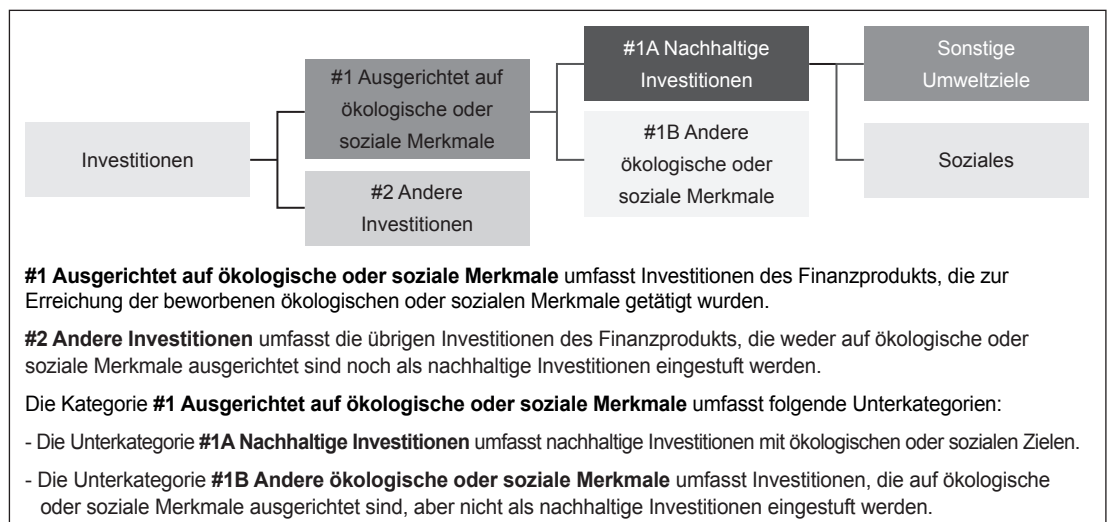 Investitionen
#1 Ausgerichtet auf
ökologische oder
soziale Merkmale
#2 Andere
Investitionen
#1A Nachhaltige
Investitionen
#1B Andere
ökologische oder
soziale Merkmale
Sonstige
Umweltziele
Soziales
#1 Ausgerichtet auf ökologische oder soziale Merkmale umfasst Investitionen des Finanzprodukts, die zur
Erreichung der beworbenen ökologischen oder sozialen Merkmale getätigt wurden.
#2 Andere Investitionen umfasst die übrigen Investitionen des Finanzprodukts, die weder auf ökologische oder
soziale Merkmale ausgerichtet sind noch als nachhaltige Investitionen eingestuft werden.
Die Kategorie #1 Ausgerichtet auf ökologische oder soziale Merkmale umfasst folgende Unterkategorien:
- Die Unterkategorie #1A Nachhaltige Investitionen umfasst nachhaltige Investitionen mit ökologischen oder sozialen Zielen.
- Die Unterkategorie #1B Andere ökologische oder soziale Merkmale umfasst Investitionen, die auf ökologische
oder soziale Merkmale ausgerichtet sind, aber nicht als nachhaltige Investitionen eingestuft werden.